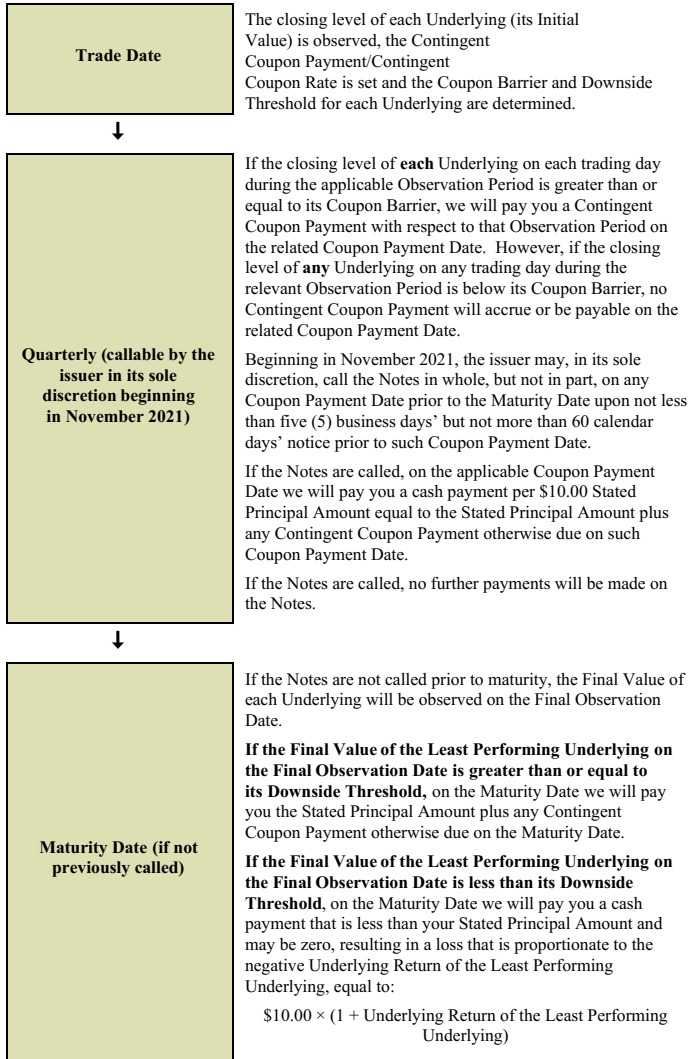 Trade Date
The closing level of each Underlying (its Initial
Value) is observed, the Contingent
Coupon Payment/Contingent
Coupon Rate is set and the Coupon Barrier and Downside
Threshold for each Underlying are determined.
Quarterly (callable by the
issuer in its sole
discretion beginning
in November 2021)
If the closing level of each Underlying on each trading day
during the applicable Observation Period is greater than or
equal to its Coupon Barrier, we will pay you a Contingent
Coupon Payment with respect to that Observation Period on
the related Coupon Payment Date. However, if the closing
level of any Underlying on any trading day during the
relevant Observation Period is below its Coupon Barrier, no
Contingent Coupon Payment will accrue or be payable on the
related Coupon Payment Date.
Beginning in November 2021, the issuer may, in its sole
discretion, call the Notes in whole, but not in part, on any
Coupon Payment Date prior to the Maturity Date upon not less
than five (5) business days’ but not more than 60 calendar
days’ notice prior to such Coupon Payment Date.
If the Notes are called, on the applicable Coupon Payment
Date we will pay you a cash payment per $10.00 Stated
Principal Amount equal to the Stated Principal Amount plus
any Contingent Coupon Payment otherwise due on such
Coupon Payment Date.
If the Notes are called, no further payments will be made on
the Notes.
Maturity Date (if not
previously called)
If the Notes are not called prior to maturity, the Final Value of
each Underlying will be observed on the Final Observation
Date.
If the Final Value of the Least Performing Underlying on
the Final Observation Date is greater than or equal to
its Downside Threshold, on the Maturity Date we will pay
you the Stated Principal Amount plus any Contingent
Coupon Payment otherwise due on the Maturity Date.
If the Final Value of the Least Performing Underlying on
the Final Observation Date is less than its Downside
Threshold, on the Maturity Date we will pay you a cash
payment that is less than your Stated Principal Amount and
may be zero, resulting in a loss that is proportionate to the
negative Underlying Return of the Least Performing
Underlying, equal to:
$10.00 × (1 + Underlying Return of the Least Performing
Underlying)